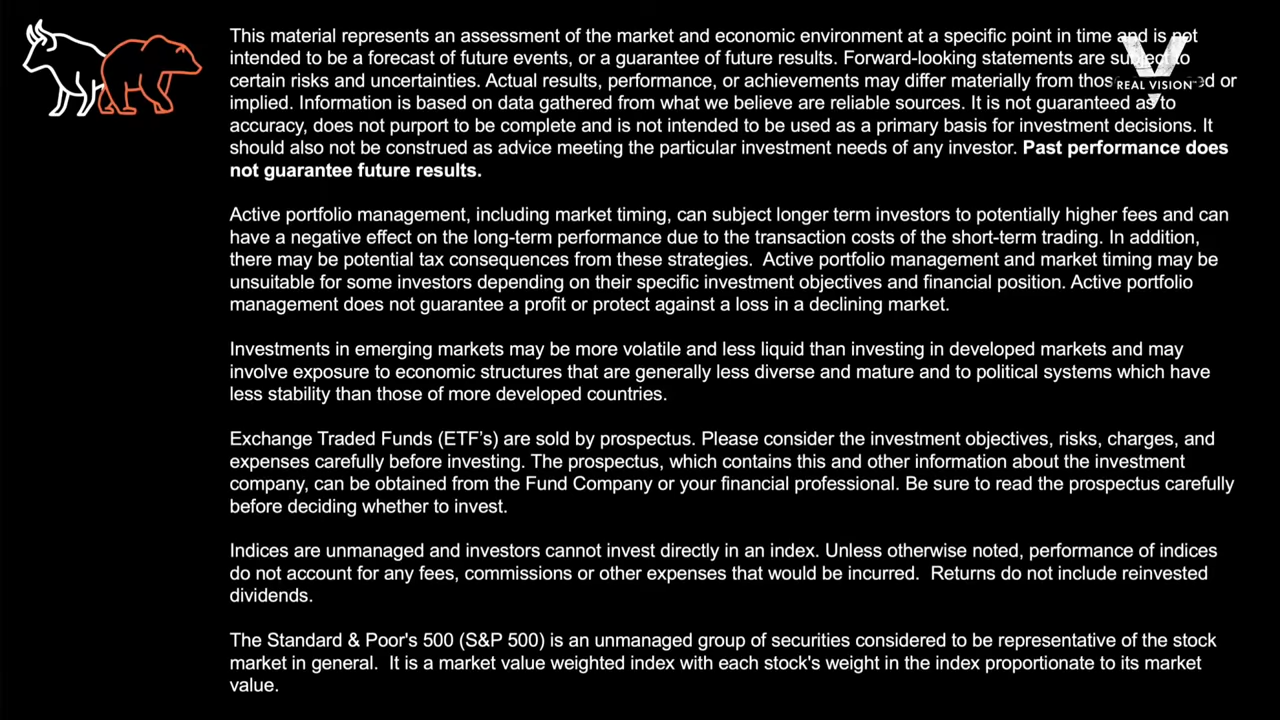 This material represents an assessment of the market and economic environment at a specific point in time and is not
intended to be a forecast of future events, or a guarantee of future results. Forward-looking statements are subject to
certain risks and uncertainties. Actual results, performance, or achievements may differ materially from those or
implied. Information is based on data gathered from what we believe are reliable sources. It is not guaranteed as to
accuracy, does not purport to be complete and is not intended to be used as a primary basis for investment decisions. It
should also not be construed as advice meeting the particular investment needs of any investor. Past performance does
not guarantee future results.
REAL VISION
Active portfolio management, including market timing, can subject longer term investors to potentially higher fees and can
have a negative effect on the long-term performance due to the transaction costs of the short-term trading. In addition,
there may be potential tax consequences from these strategies.  Active portfolio management and market timing may be
unsuitable for some investors depending on their specific investment objectives and financial position. Active portfolio
management does not guarantee a profit or protect against a loss in a declining market.
Investments in emerging markets may be more volatile and less liquid than investing in developed markets and may
involve exposure to economic structures that are generally less diverse and mature and to political systems which have
less stability than those of more developed countries.
Exchange Traded Funds (ETF’s) are sold by prospectus. Please consider the investment objectives, risks, charges, and
expenses carefully before investing. The prospectus, which contains this and other information about the investment
company, can be obtained from the Fund Company or your financial professional. Be sure to read the prospectus carefully
before deciding whether to invest.
Indices are unmanaged and investors cannot invest directly in an index. Unless otherwise noted, performance of indices
do not account for any fees, commissions or other expenses that would be incurred.  Returns do not include reinvested
dividends.
The Standard & Poor's 500 (S&P 500) is an unmanaged group of securities considered to be representative of the stock
market in general.  It is a market value weighted index with each stock's weight in the index proportionate to its market
value.